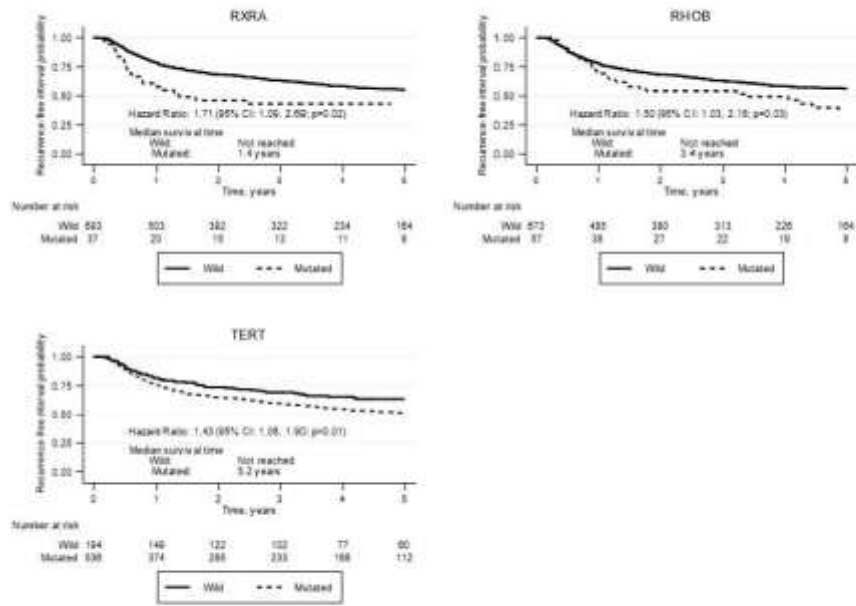 RXRA
Recurrence-free interval probability
1.00
0.75
0.50
0.25
0.00
Hazard Ratio: 1.71 (95% CI: 1.09, 2.69; p=0.02)
Median survival time
Wild: Not reached
Mutated: 1.4 years
0 1 2 3 4 5
Time, years
Number at risk
Wild 693 503 392 322 234 164
Mutated 37 20 15 13 11 8
Wild Mutated
RHOB
Recurrence-free interval probability
1.00
0.75
0.50
0.25
0.00
Hazard Ratio: 1.50 (95% CI: 1.03, 2.18; p=0.03)
Median survival time
Wild: Not reached
Mutated: 3.4 years
0 1 2 3 4 5
Time, years
Number at risk
Wild 673 485 380 313 226 164
Mutated 57 38 27 22 19 8
Wild Mutated
TERT
Recurrence-free interval probability
1.00
0.75
0.50
0.25
0.00
Hazard Ratio: 1.43 (95% CI: 1.08, 1.90; p=0.01)
Median survival time
Wild: Not reached
Mutated: 5.2 years
0 1 2 3 4 5
Time, years
Number at risk
Wild 194 149 122 102 77 60
Mutated 536 374 285 233 168 112
Wild Mutated